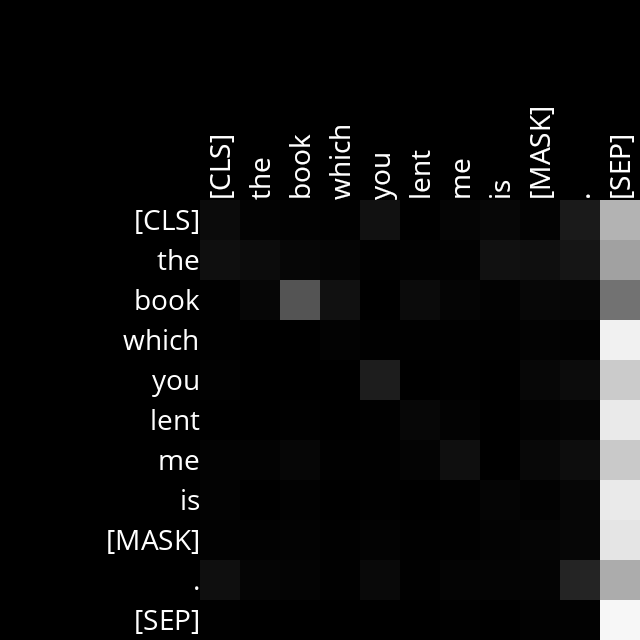 [CLS] the book which you lent me is [MASK] . [SEP]
[CLS]
the
book
which
you
lent
me
is
[MASK]
.
[SEP]